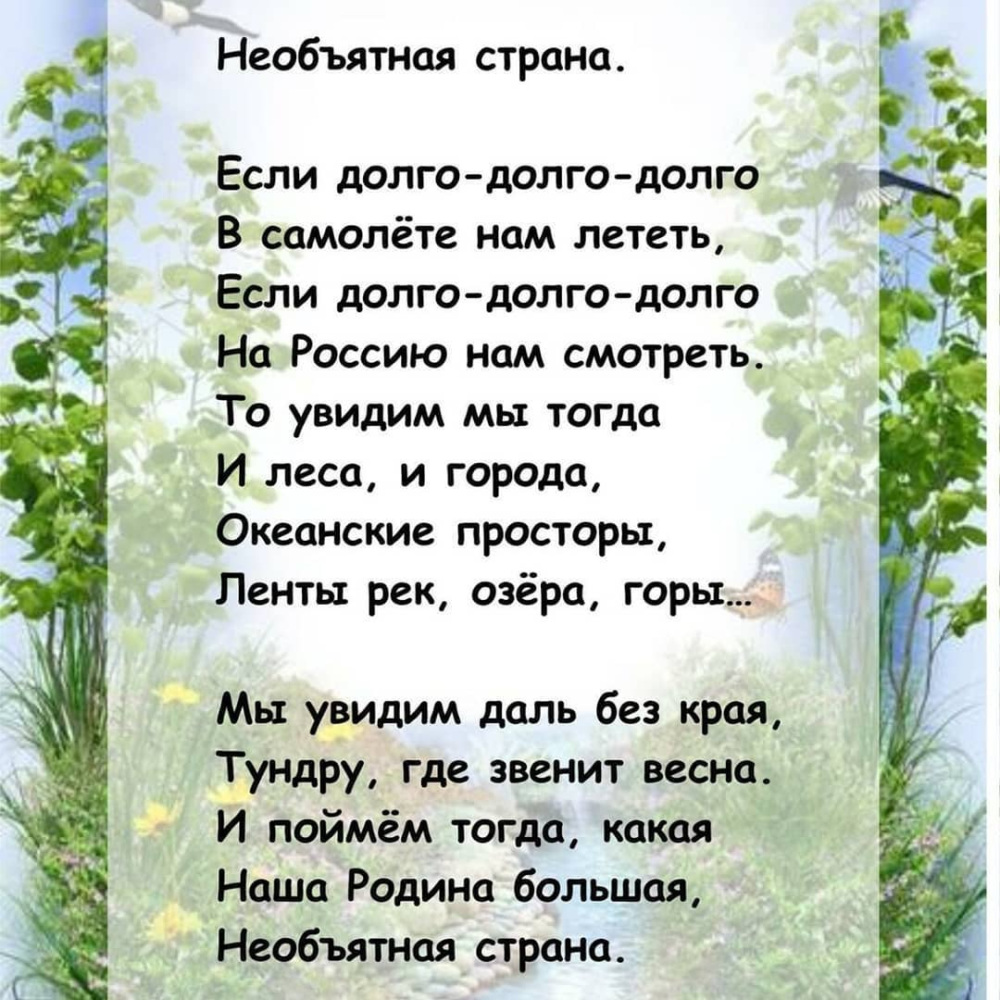 Необъятная страна.
Если долго-долго-долго
В самолёте нам лететь,
Если долго-долго-долго
На Россию нам смотреть.
То увидим мы тогда
И леса, и города,
Океанские просторы,
Ленты рек, озёра, горы...
Мы увидим даль без края,
Тундру, где звенит весна.
И поймём тогда, какая
Наша Родина большая,
Необъятная страна.